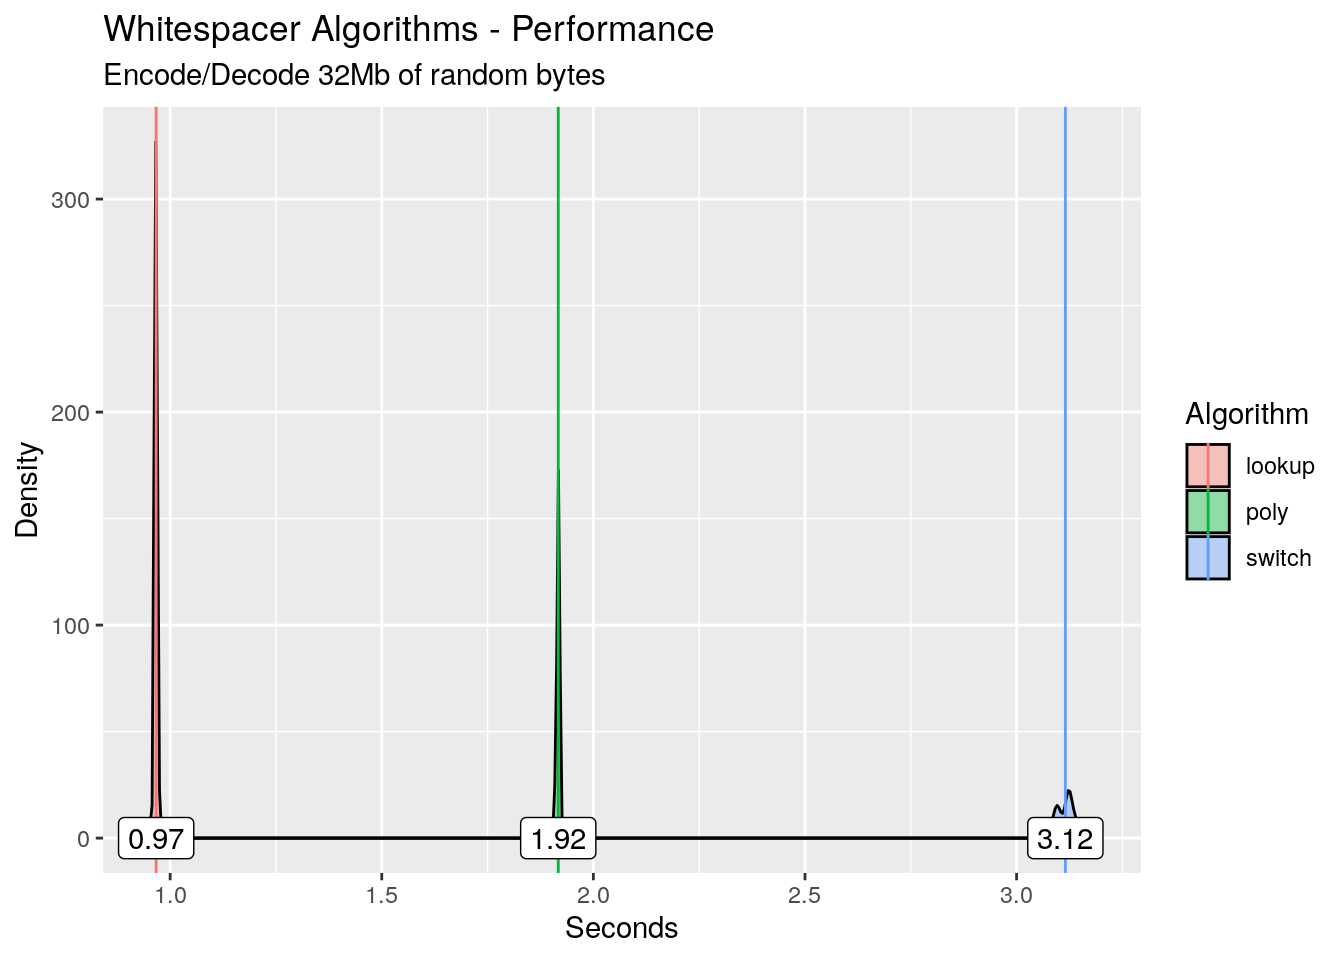 Whitespacer Algorithms - Performance
Encode/Decode 32Mb of random bytes
Density
300
200
100
0
0.97
1.92
3.12
1.0
1.5
2.0
2.5
3.0
Seconds
Algorithm
lookup
poly
switch